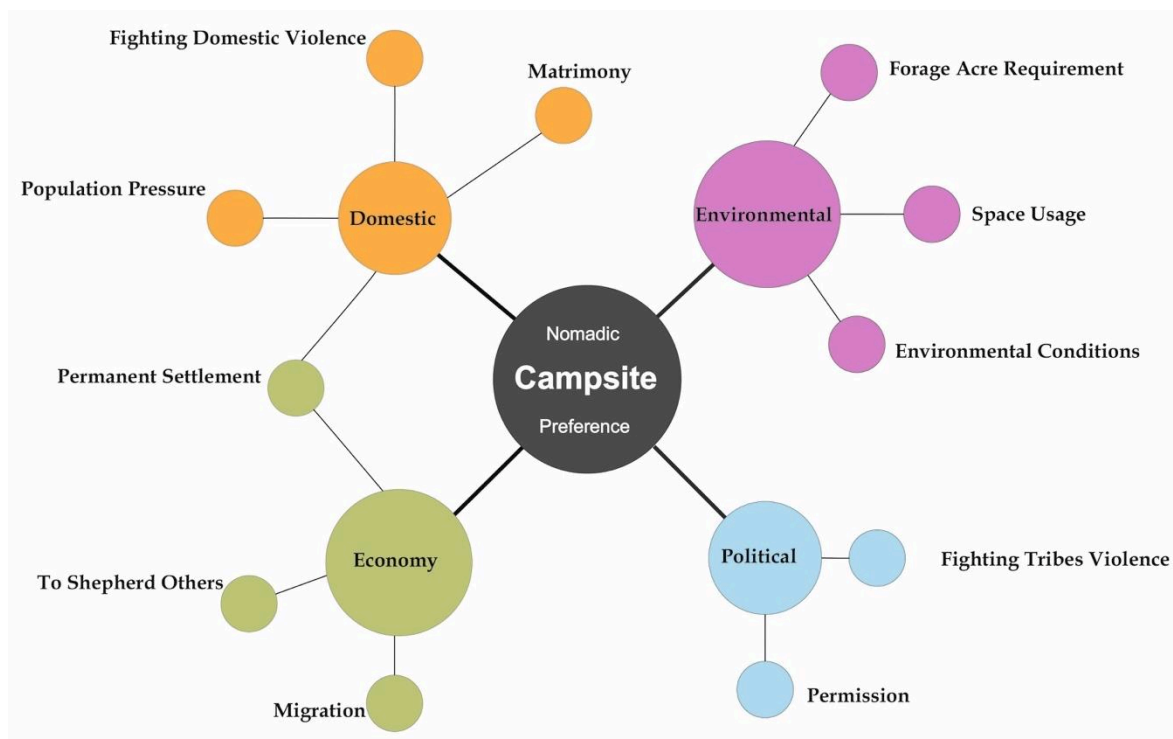 Fighting Domestic Violence
Matrimony
Forage Acre Requirement
Population Pressure
Domestic
Environmental
Space Usage
Nomadic
Campsite
Preference
Environmental Conditions
Permanent Settlement
Economy
Political
Fighting Tribes Violence
To Shepherd Others
Migration
Permission